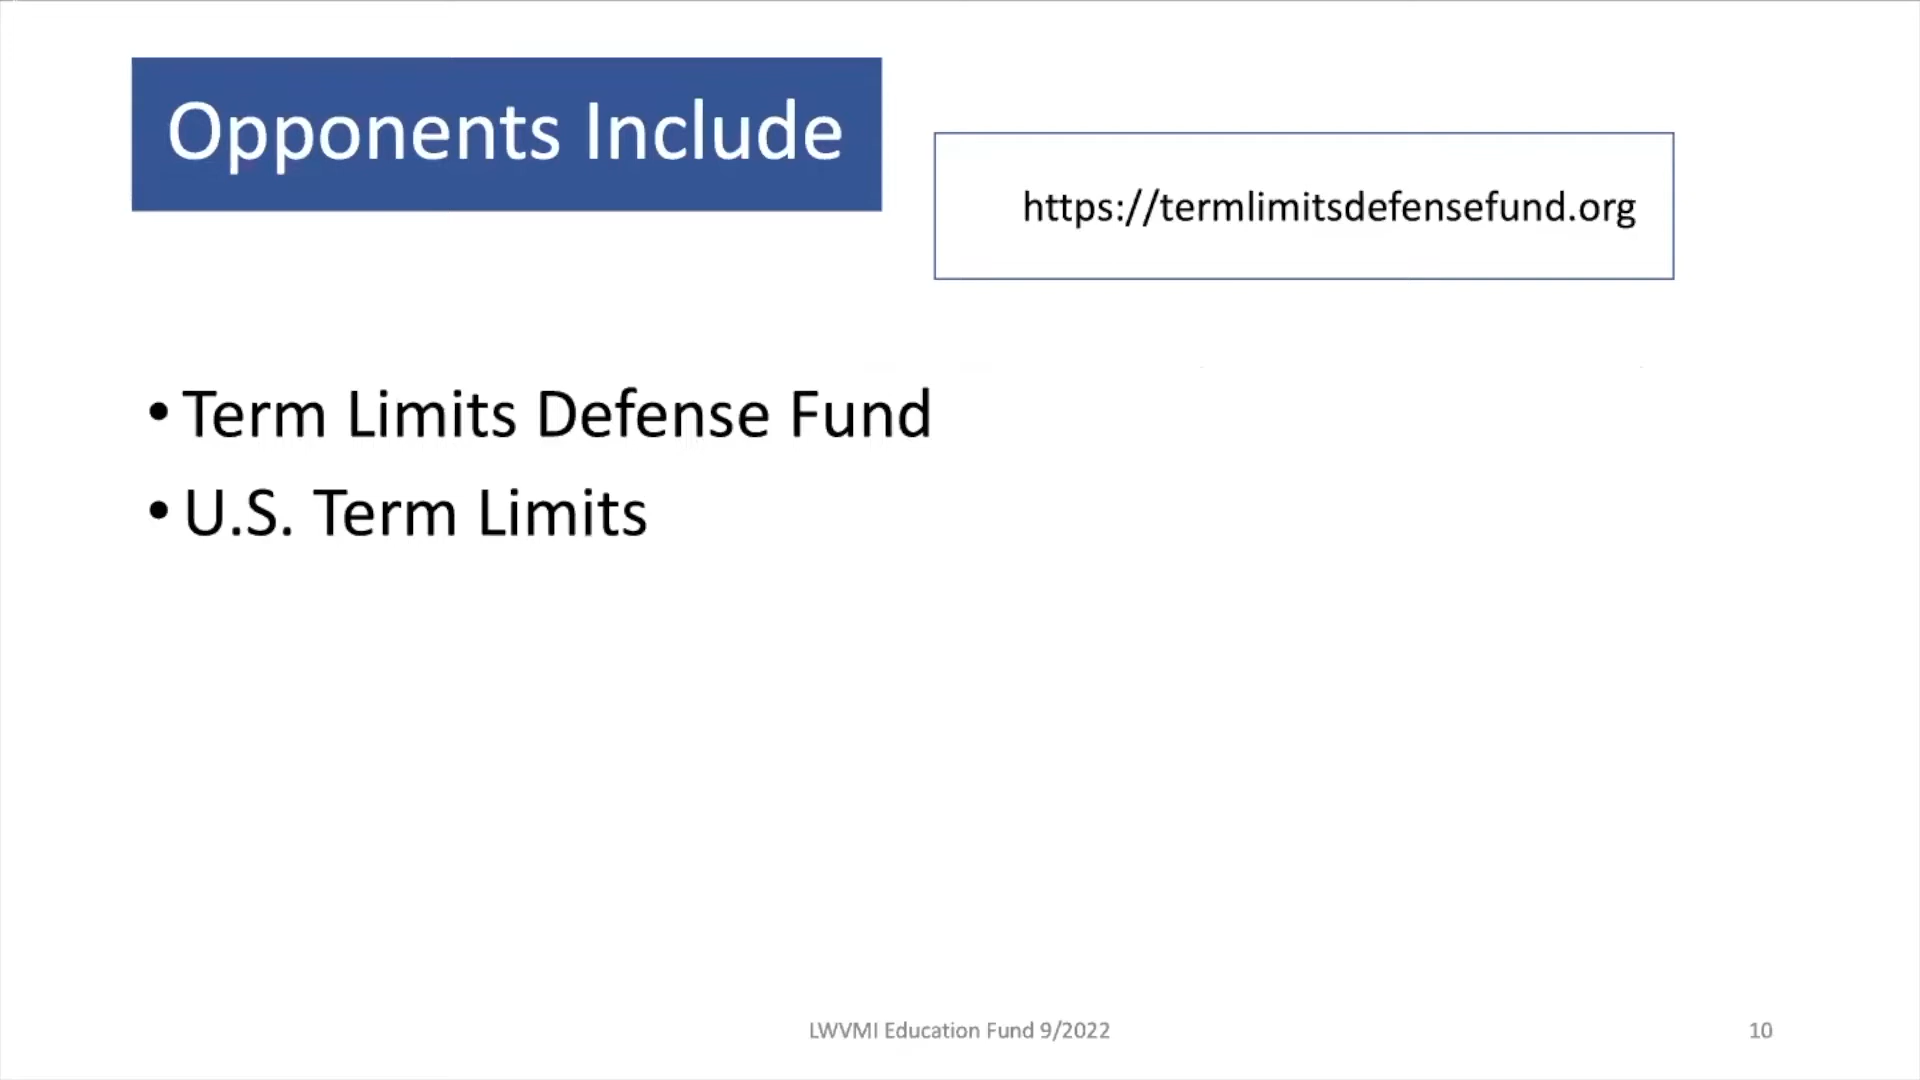 Opponents Include
https://termlimitsdefensefund.org
• Term Limits Defense Fund
• U.S. Term Limits
LWVMI Education Fund 9/2022
10